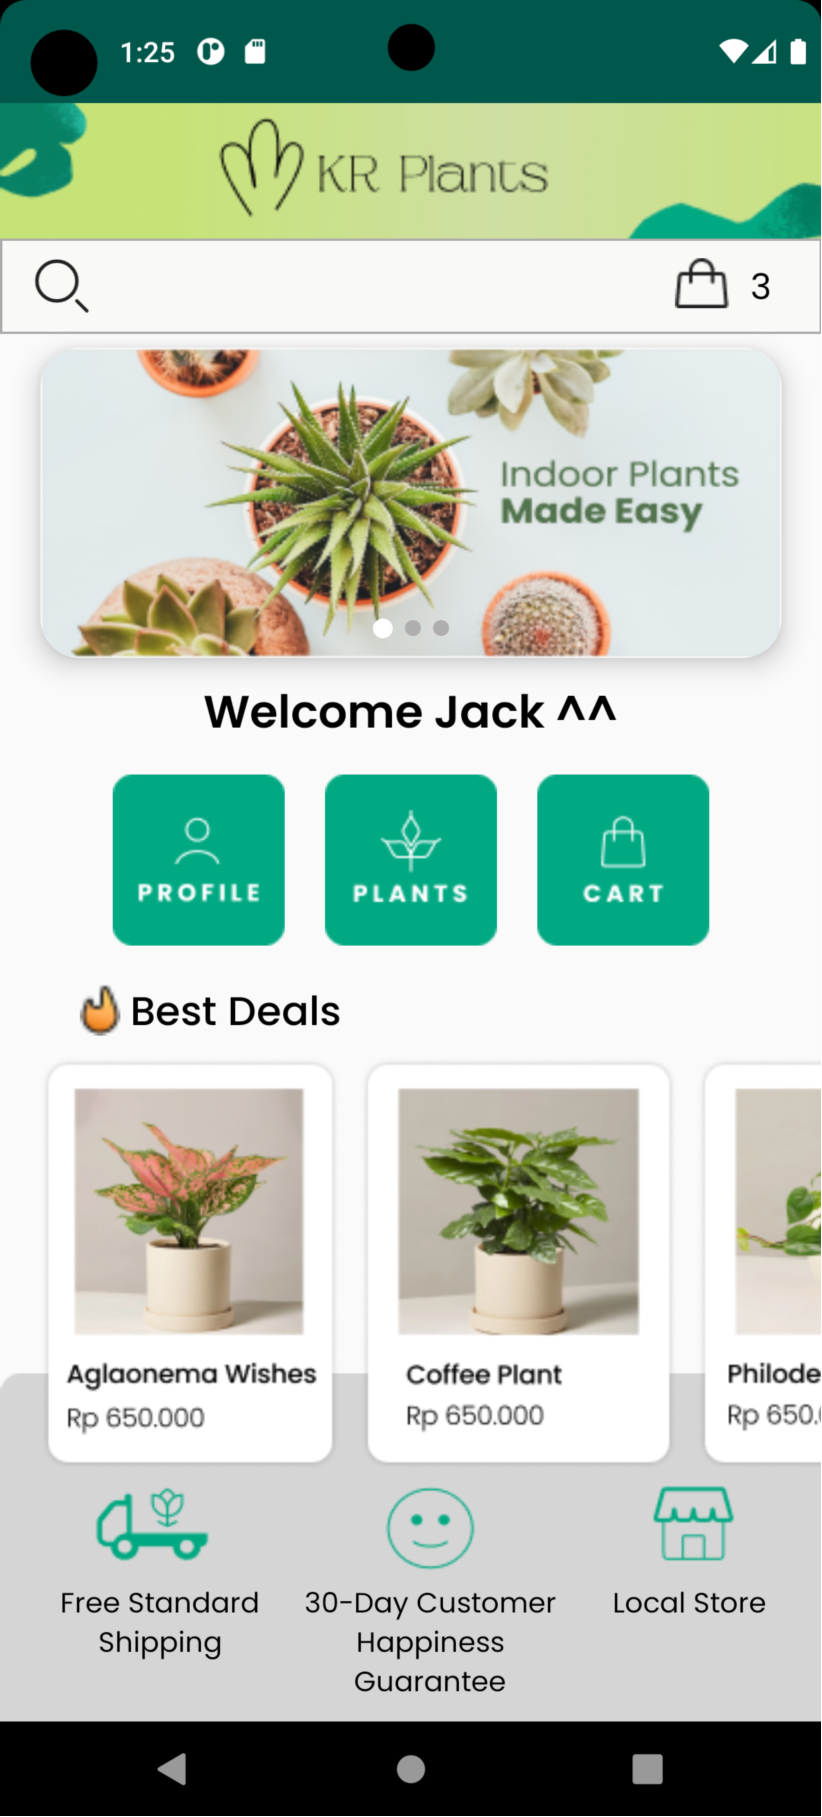 1:25
KR Plants
3
Indoor Plants
Made Easy
Welcome Jack ^^
PROFILE
PLANTS
CART
Best Deals
Aglaonema Wishes
Rp 650.000
Coffee Plant
Rp 650.000
Philode
Rp 650.
Free Standard
Shipping
30-Day Customer
Happiness
Guarantee
Local Store